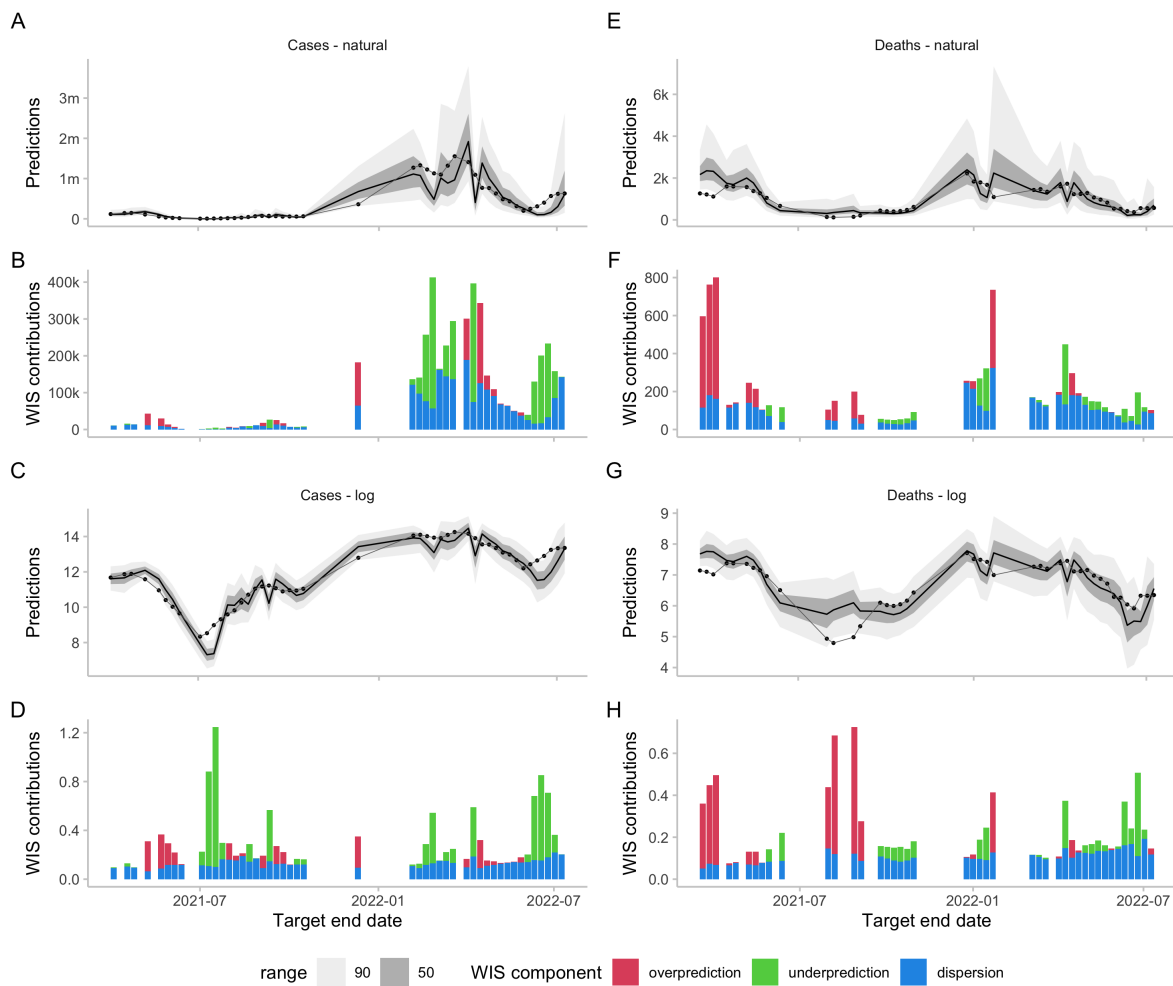 A
Cases - natural
Predictions
3m
2m
1m
0
B
WIS contributions
400k
300k
200k
100k
0
C
Cases - log
Predictions
14
12
10
8
D
WIS contributions
1.2
0.8
0.4
0.0
2021-07
2022-01
2022-07
Target end date
E
Deaths - natural
Predictions
6k
4k
2k
0
F
WIS contributions
800
600
400
200
0
G
Deaths - log
Predictions
9
8
7
6
5
4
H
WIS contributions
0.6
0.4
0.2
0.0
2021-07
2022-01
2022-07
Target end date
range 90 50 WIS component overprediction underprediction dispersion